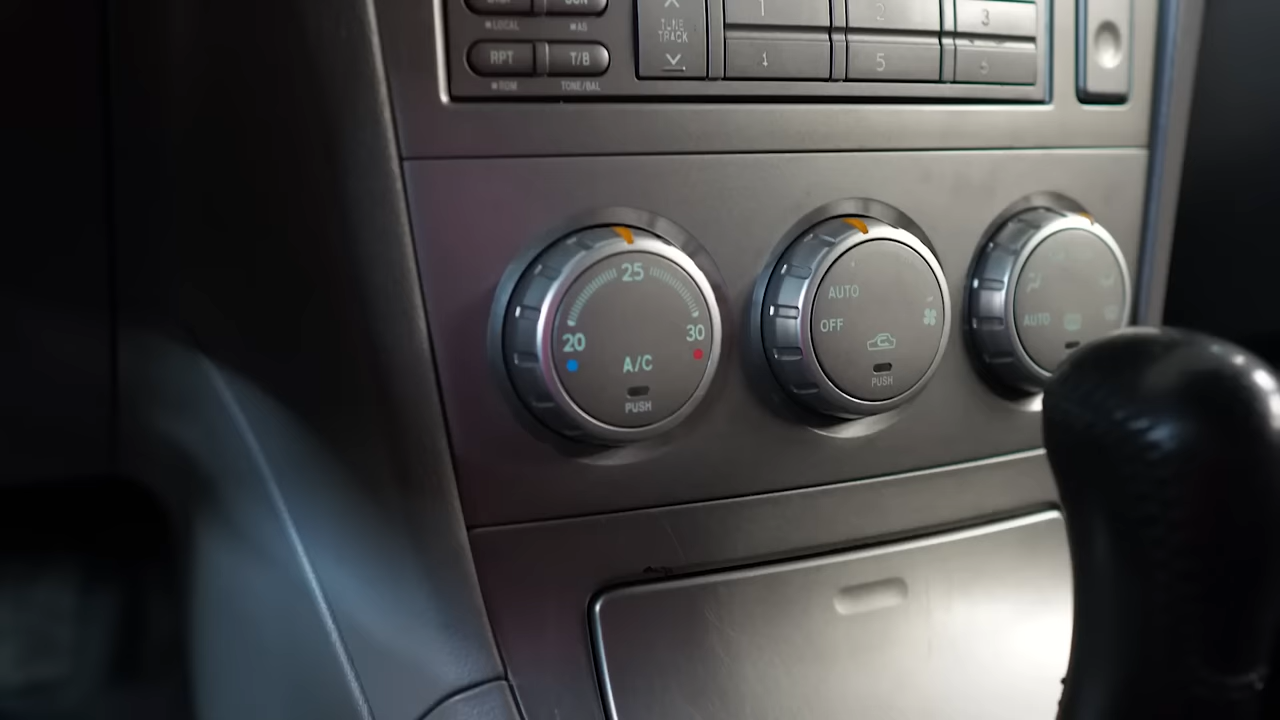 ■LOCAL ■AS
TUNE
TRACK
1 2 3
RPT T/B
5
■RDM TONE/BAL
25
20 30
A/C
PUSH
AUTO
OFF
PUSH
AUTO